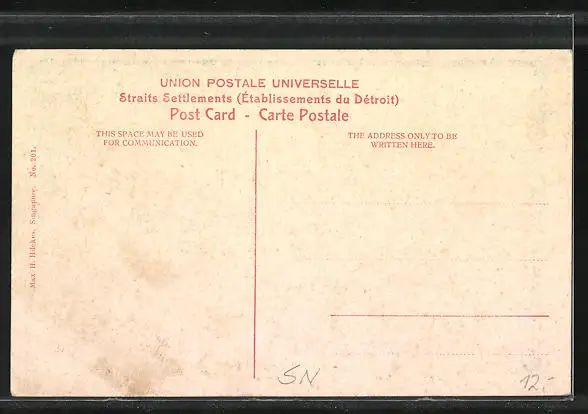 UNION POSTALE UNIVERSELLE
Straits Settlements (Établissements du Détroit)
Post Card - Carte Postale
THIS SPACE MAY BE USED
FOR COMMUNICATION.
THE ADDRESS ONLY TO BE
WRITTEN HERE.
Max H. Hilckes, Singapore. No. 201.
SN
12.-